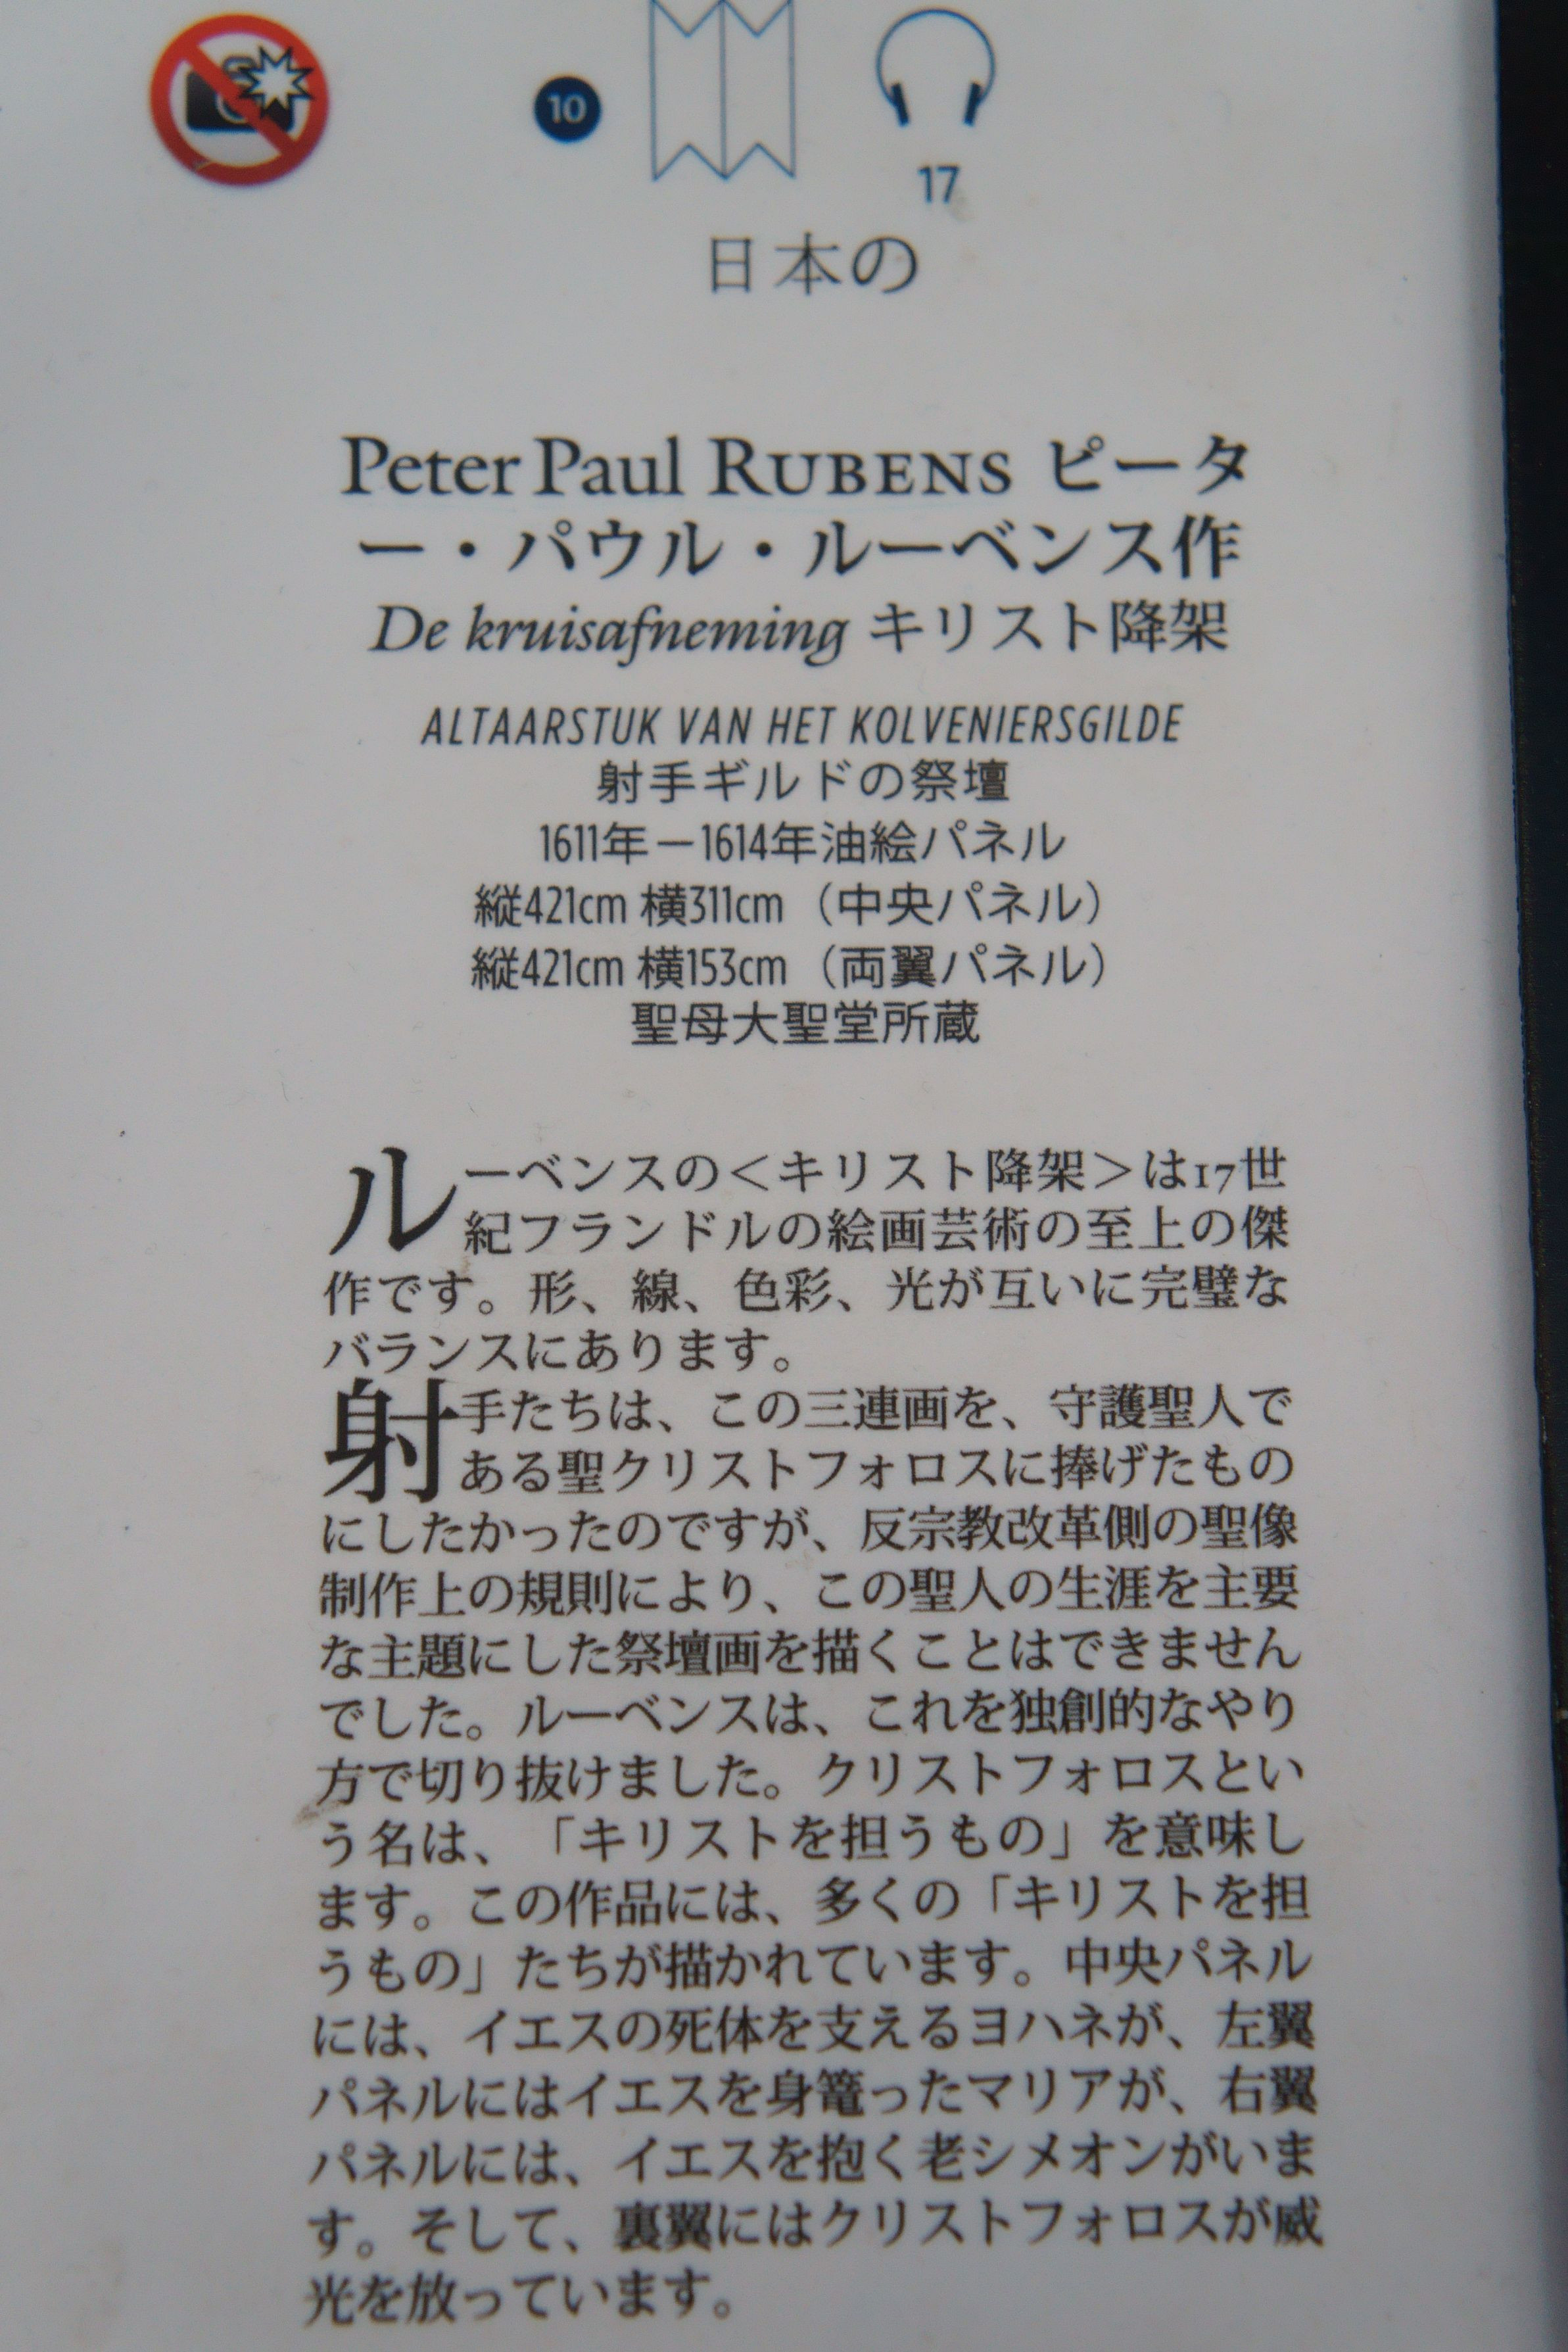 10
17
日本の
Peter Paul RUBENS ピータ
ー・パウル・ルーベンス作
De kruisafneming キリスト降架
ALTAARSTUK VAN HET KOLVENIERSGILDE
射手ギルドの祭壇
1611年－1614年油絵パネル
縦421cm 横311cm（中央パネル）
縦421cm 横153cm（両翼パネル）
聖母大聖堂所蔵
ルーベンスの＜キリスト降架＞は17世
紀フランドルの絵画芸術の至上の傑
作です。形、線、色彩、光が互いに完璧な
バランスにあります。
射手たちは、この三連画を、守護聖人で
ある聖クリストフォロスに捧げたもの
にしたかったのですが、反宗教改革側の聖像
制作上の規則により、この聖人の生涯を主要
な主題にした祭壇画を描くことはできません
でした。ルーベンスは、これを独創的なやり
方で切り抜けました。クリストフォロスとい
う名は、「キリストを担うもの」を意味し
ます。この作品には、多くの「キリストを担
うもの」たちが描かれています。中央パネル
には、イエスの死体を支えるヨハネが、左翼
パネルにはイエスを身篭ったマリアが、右翼
パネルには、イエスを抱く老シメオンがいま
す。そして、裏翼にはクリストフォロスが威
光を放っています。